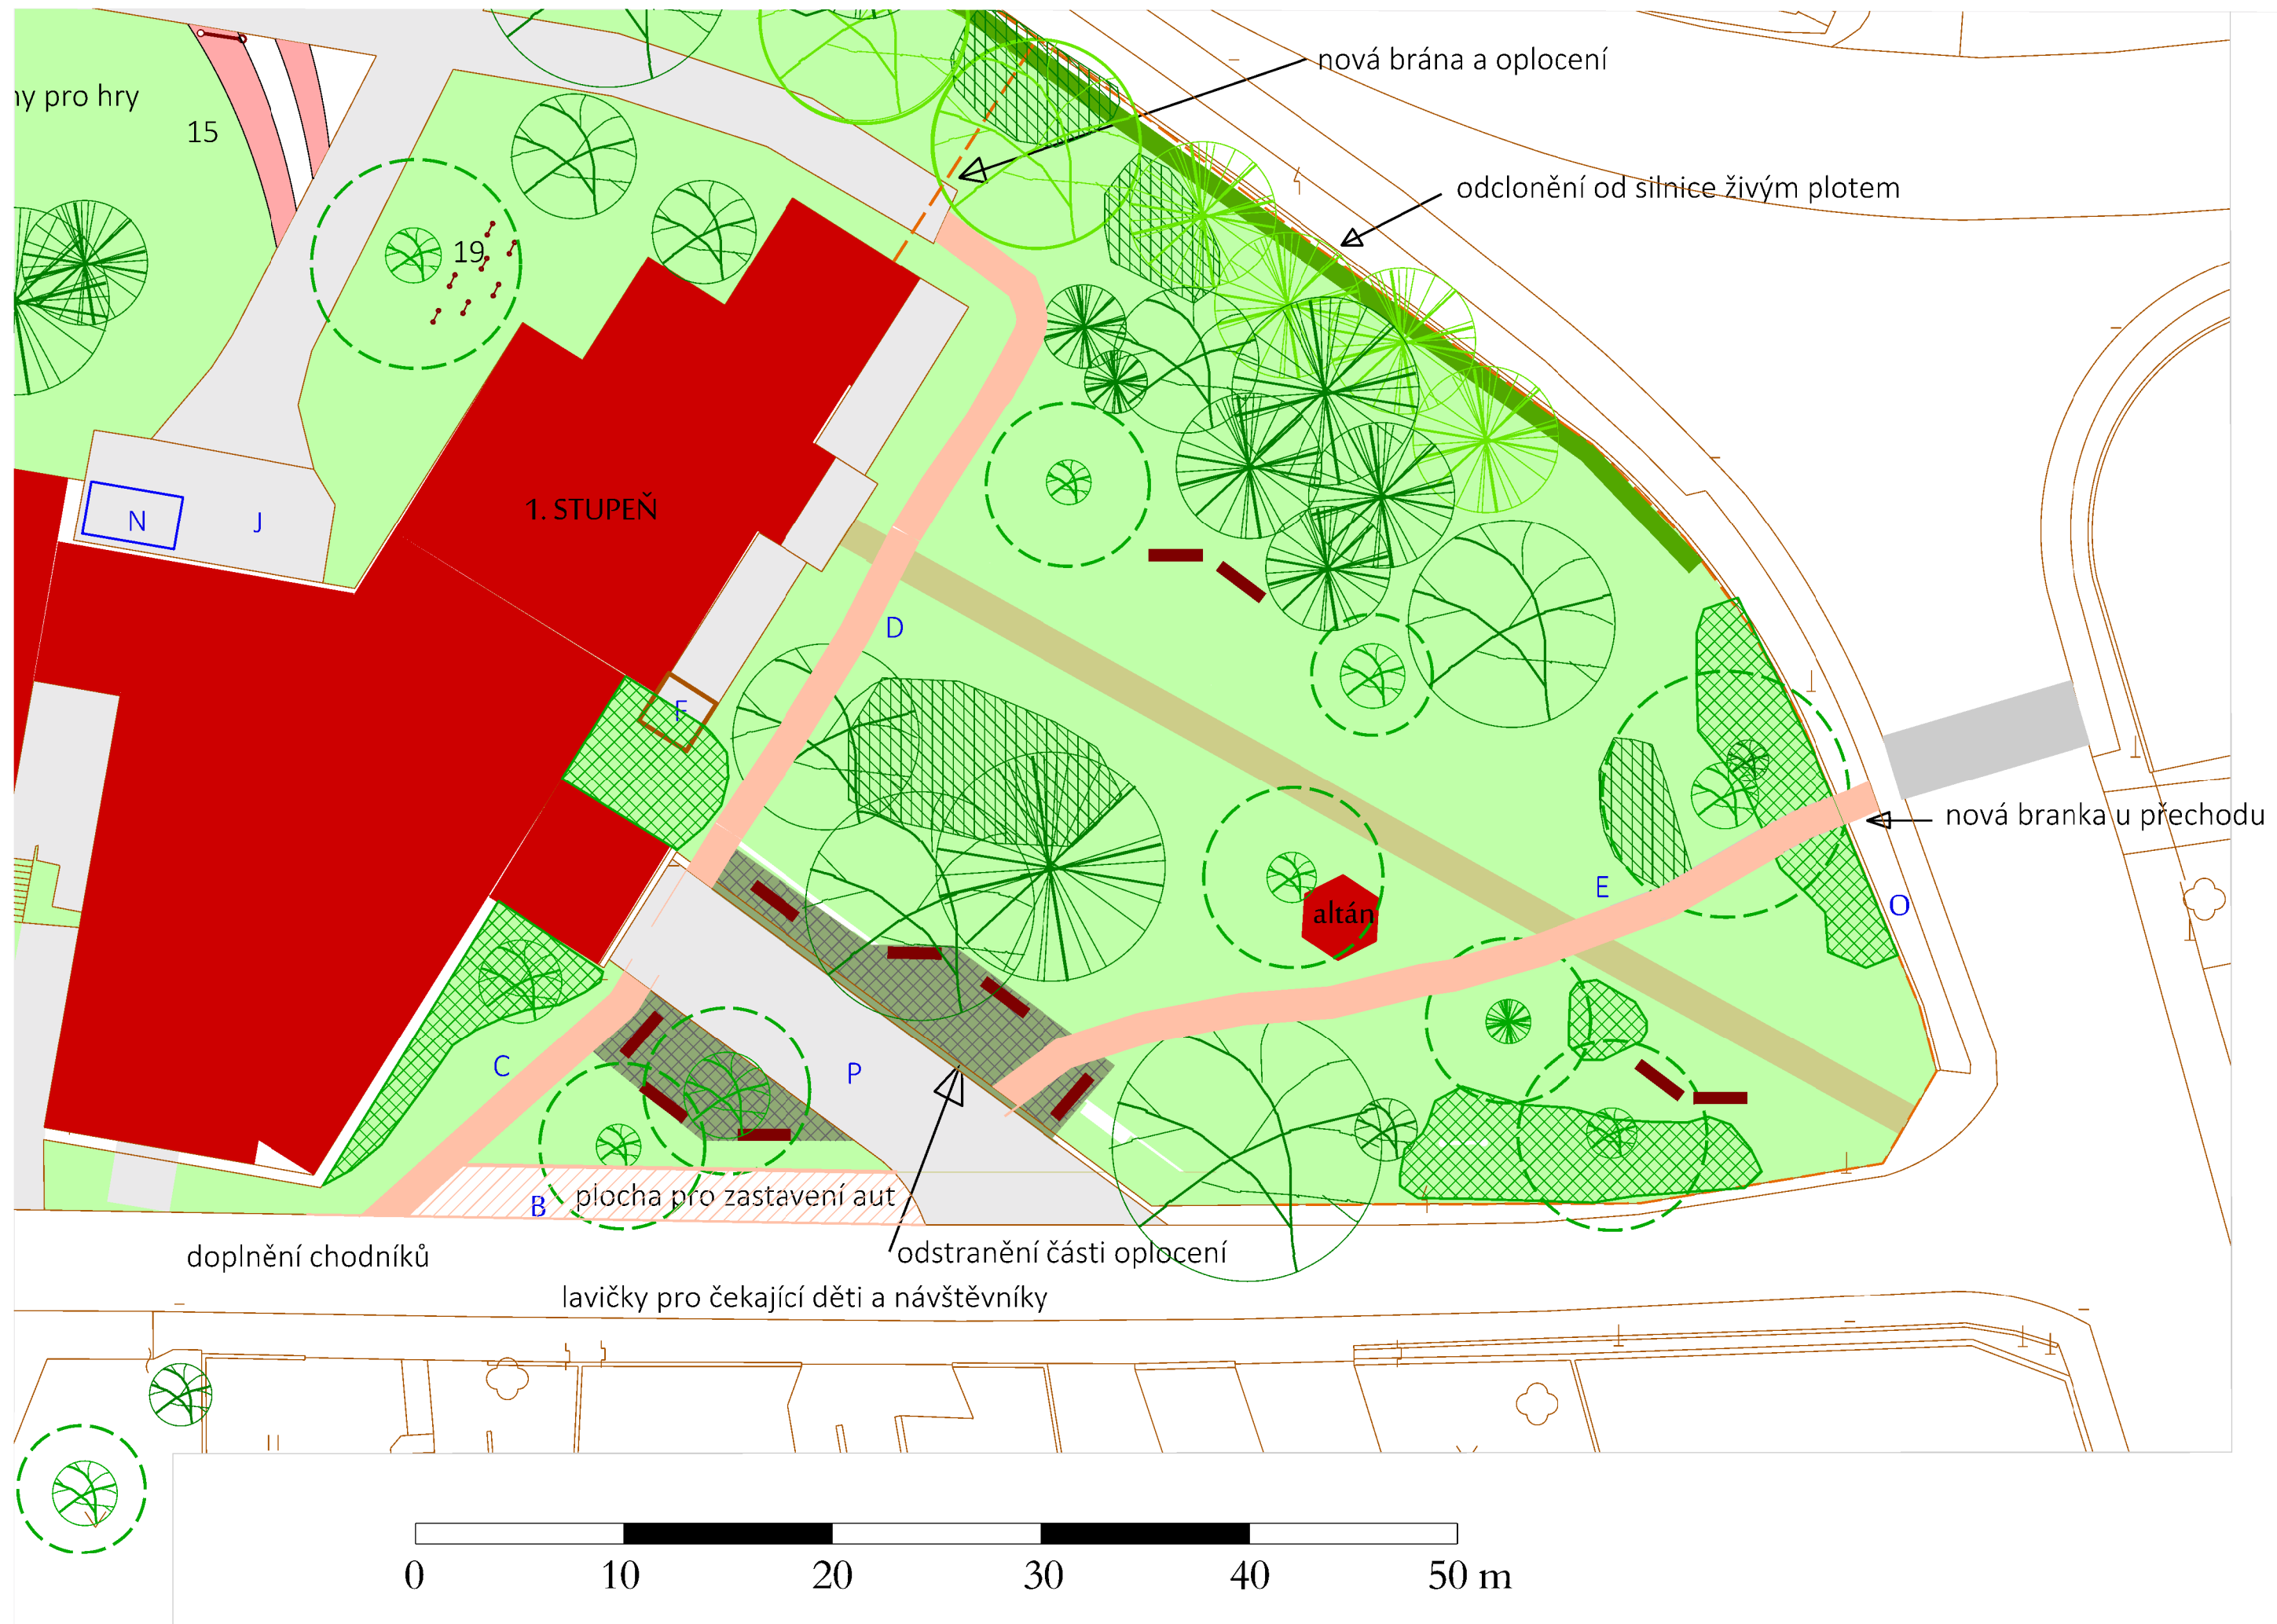 nová brána a oplocení
ny pro hry
15
odclonění od silnice živým plotem
19
1. STUPEŇ
N
J
D
F
nová branka u přechodu
E
O
altán
C
P
B
plocha pro zastavení aut
doplnění chodníků
odstranění části oplocení
lavičky pro čekající děti a návštěvníky
0 10 20 30 40 50 m